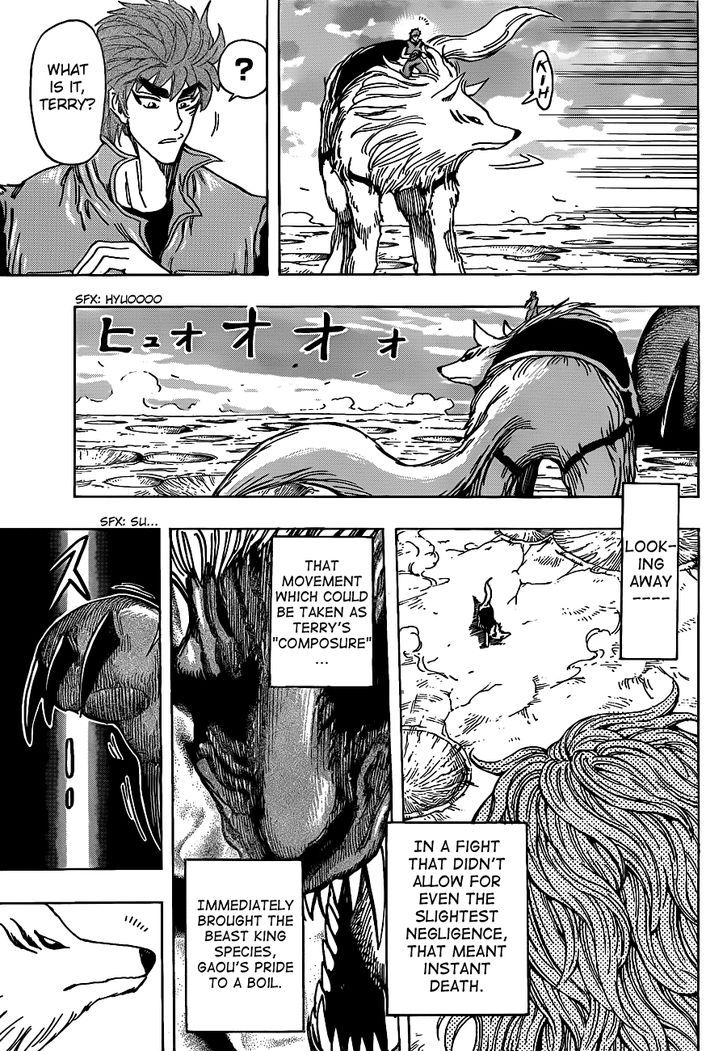 KIH
?
WHAT
IS IT,
TERRY?
SFX: HYUOOOO
ヒュオオオォ
LOOK-
ING
AWAY
----
SFX: SU...
THAT
MOVEMENT
WHICH COULD
BE TAKEN AS
TERRY'S
"COMPOSURE"
...
ス…
IN A FIGHT
THAT DIDN'T
ALLOW FOR
EVEN THE
SLIGHTEST
NEGLIGENCE,
THAT MEANT
INSTANT
DEATH.
IMMEDIATELY
BROUGHT THE
BEAST KING
SPECIES,
GAOU'S PRIDE
TO A BOIL.